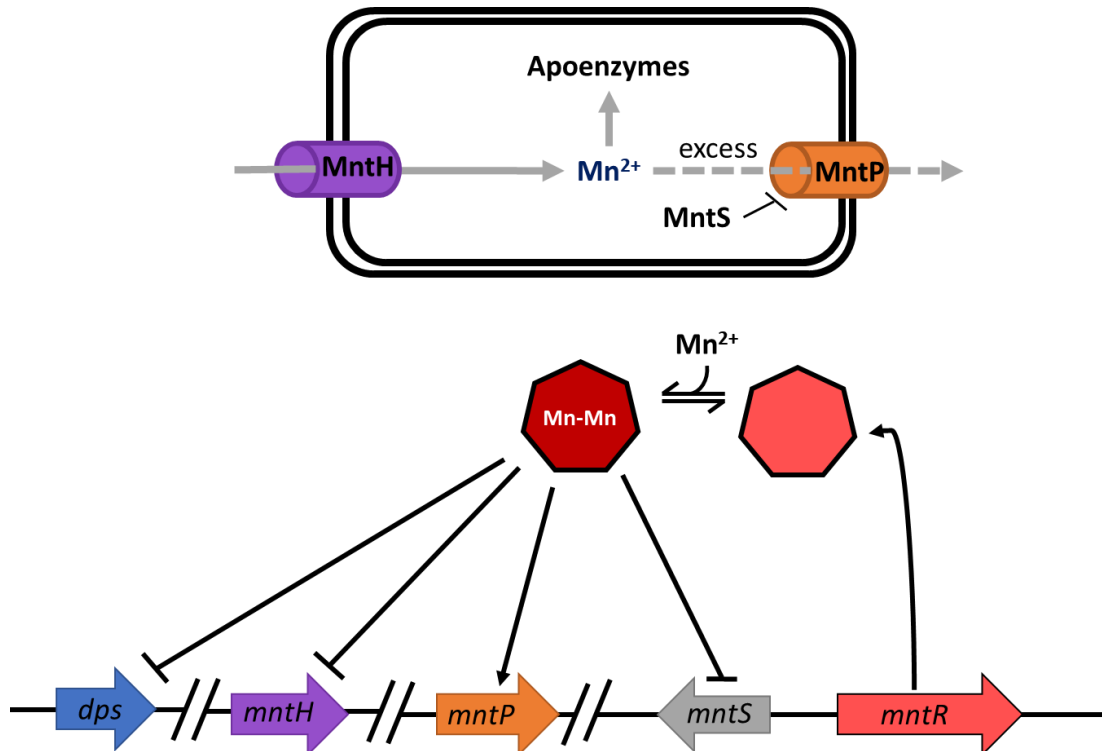 Apoenzymes
MntH
Mn²⁺
excess
MntP
MntS
Mn²⁺
Mn-Mn
dps
mntH
mntP
mntS
mntR